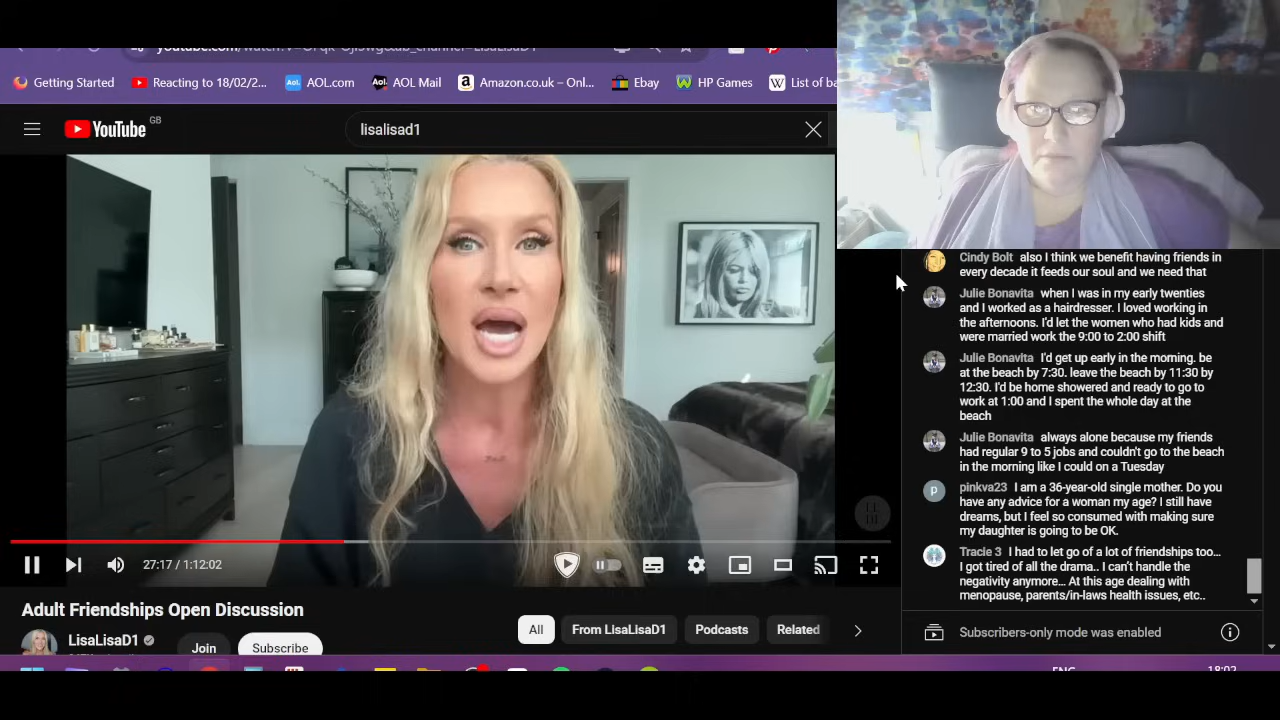 Getting Started
Reacting to 18/02/2...
AOL.com
AOL Mail
Amazon.co.uk – Onl...
Ebay
HP Games
List of ba
YouTube GB
lisalisad1
Cindy Bolt also I think we benefit having friends in
every decade it feeds our soul and we need that
Julie Bonavita when I was in my early twenties
and I worked as a hairdresser. I loved working in
the afternoons. I'd let the women who had kids and
were married work the 9:00 to 2:00 shift
Julie Bonavita I'd get up early in the morning. be
at the beach by 7:30. leave the beach by 11:30 by
12:30. I'd be home showered and ready to go to
work at 1:00 and I spent the whole day at the
beach
Julie Bonavita always alone because my friends
had regular 9 to 5 jobs and couldn't go to the beach
in the morning like I could on a Tuesday
pinkva23 I am a 36-year-old single mother. Do you
have any advice for a woman my age? I still have
dreams, but I feel so consumed with making sure
my daughter is going to be OK.
Tracie 3 I had to let go of a lot of friendships too...
I got tired of all the drama.. I can't handle the
negativity anymore... At this age dealing with
menopause, parents/in-laws health issues, etc..
27:17 / 1:12:02
Adult Friendships Open Discussion
LisaLisaD1
Join
Subscribe
All
From LisaLisaD1
Podcasts
Related
Subscribers-only mode was enabled
ENG
18:02